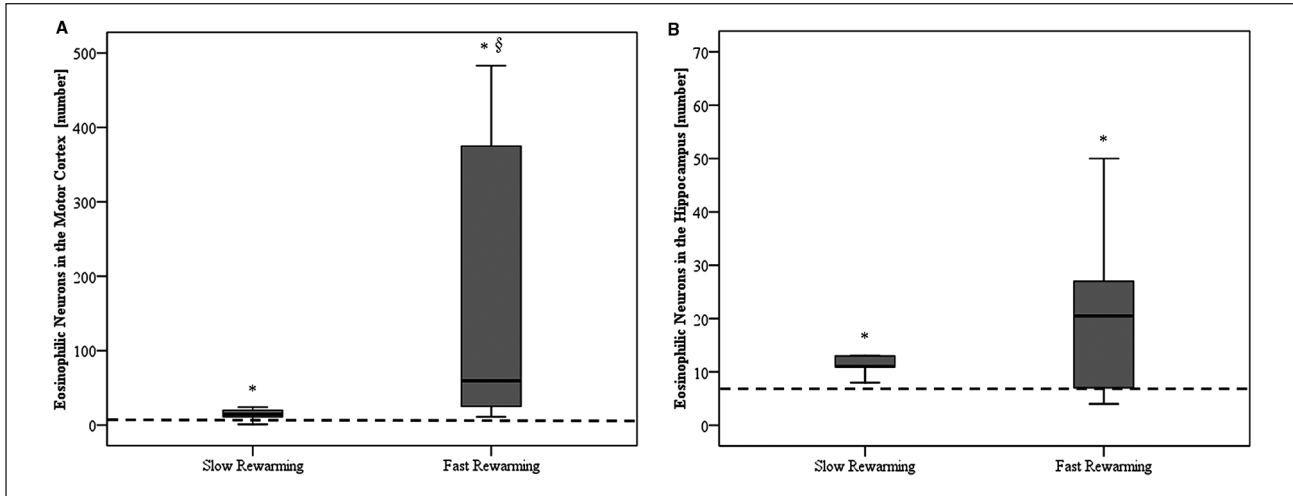 A
Eosinophilic Neurons in the Motor Cortex [number]
500
400
300
200
100
0
* §
*
Slow Rewarming
Fast Rewarming
B
Eosinophilic Neurons in the Hippocampus [number]
70
60
50
40
30
20
10
0
*
*
Slow Rewarming
Fast Rewarming